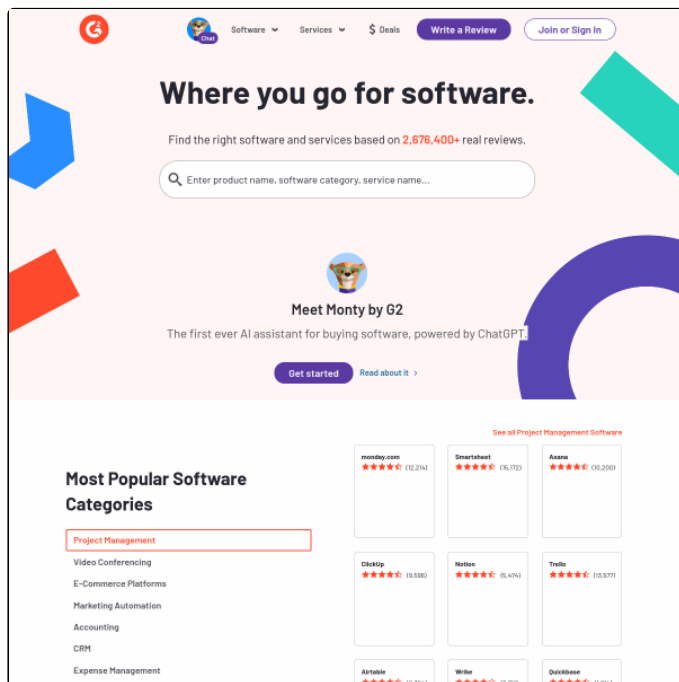 G2
Chat
Software
Services
$ Deals
Write a Review
Join or Sign In
Where you go for software.
Find the right software and services based on 2,676,400+ real reviews.
Enter product name, software category, service name...
Meet Monty by G2
The first ever AI assistant for buying software, powered by ChatGPT.
Get started
Read about it >
See all Project Management Software
Most Popular Software
Categories
Project Management
Video Conferencing
E-Commerce Platforms
Marketing Automation
Accounting
CRM
Expense Management
monday.com
(12,214)
Smartsheet
(15,172)
Asana
(10,200)
ClickUp
(9,586)
Notion
(5,474)
Trello
(13,577)
Airtable
Wrike
Quickbase